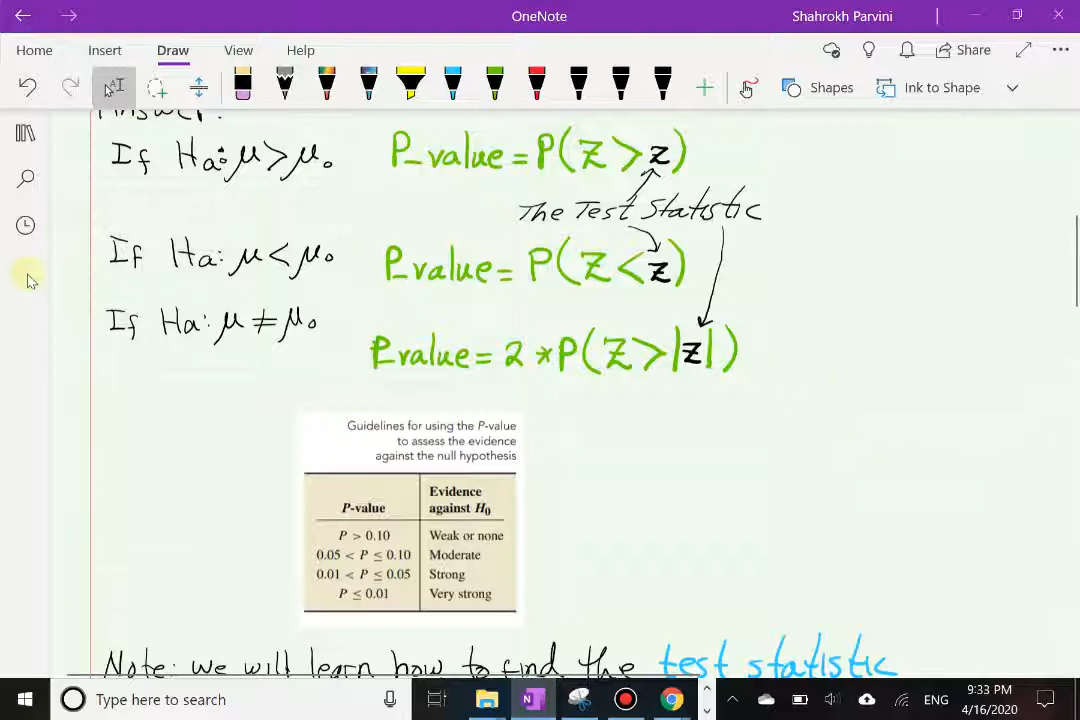 OneNote
Shahrokh Parvini
Home Insert Draw View Help
Share
Shapes
Ink to Shape
Answer:
If Ha: μ > μ₀ P_value = P(Z > z)
The Test Statistic
If Ha: μ < μ₀ P_value = P(Z < z)
If Ha: μ ≠ μ₀
P_value = 2 * P(Z > |z|)
Guidelines for using the P-value
to assess the evidence
against the null hypothesis
Evidence
P-value against H₀
P > 0.10 Weak or none
0.05 < P ≤ 0.10 Moderate
0.01 < P ≤ 0.05 Strong
P ≤ 0.01 Very strong
Note: we will learn how to find the test statistic
Type here to search
ENG
9:33 PM
4/16/2020